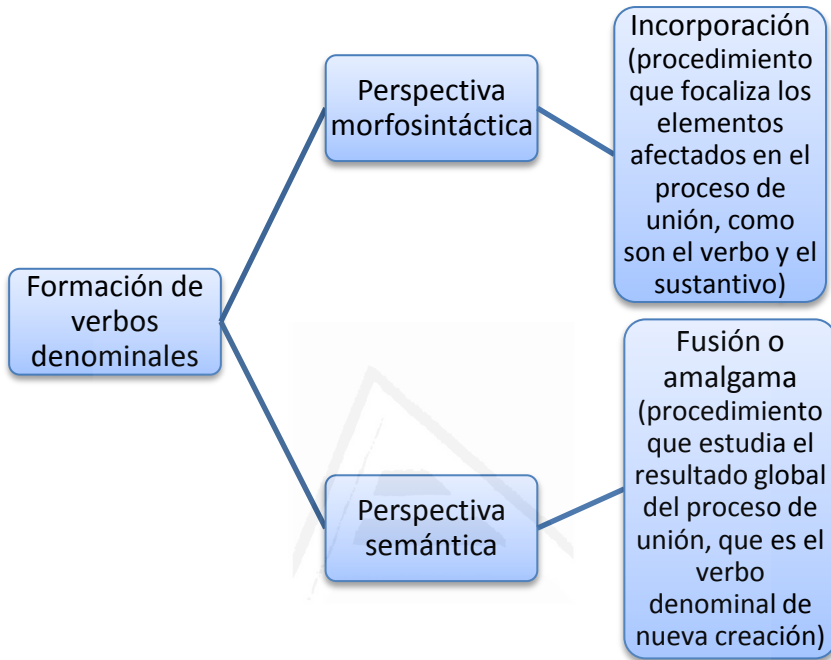 Formación de
verbos
denominales
Perspectiva
morfosintáctica
Incorporación
(procedimiento
que focaliza los
elementos
afectados en el
proceso de
unión, como
son el verbo y el
sustantivo)
Perspectiva
semántica
Fusión o
amalgama
(procedimiento
que estudia el
resultado global
del proceso de
unión, que es el
verbo
denominal de
nueva creación)